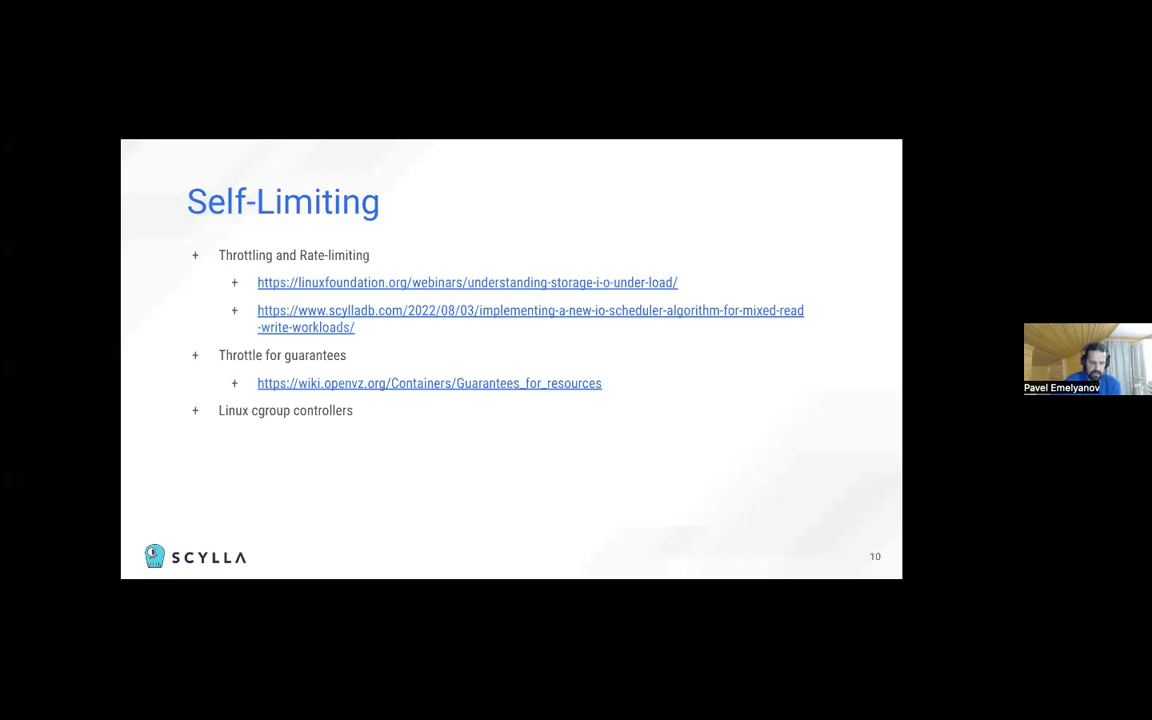 Self-Limiting
+ Throttling and Rate-limiting
+ https://linuxfoundation.org/webinars/understanding-storage-i-o-under-load/
+ https://www.scylladb.com/2022/08/03/implementing-a-new-io-scheduler-algorithm-for-mixed-read
-write-workloads/
+ Throttle for guarantees
+ https://wiki.openvz.org/Containers/Guarantees_for_resources
+ Linux cgroup controllers
SCYLLA
10
Pavel Emelyanov